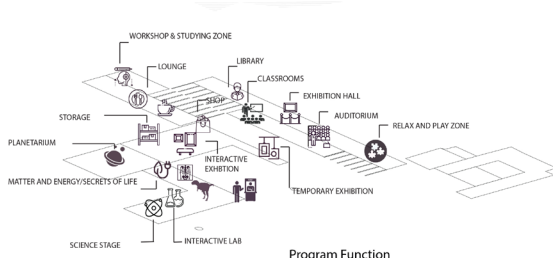 WORKSHOP & STUDYING ZONE
LOUNGE
LIBRARY
CLASSROOMS
EXHIBITION HALL
SHOP
AUDITORIUM
STORAGE
RELAX AND PLAY ZONE
PLANETARIUM
INTERACTIVE
EXHBTION
MATTER AND ENERGY/SECRETS OF LIFE
TEMPORARY EXHIBITION
SCIENCE STAGE
INTERACTIVE LAB
Program Function